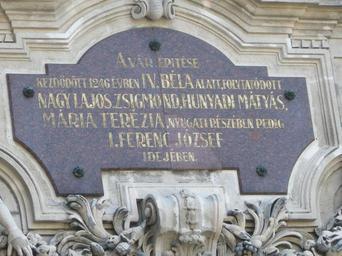 A VÁR ÉPITÉSE
KEZDŐDÖTT 1246 ÉVBEN IV. BÉLA ALATT, FOLYTATÓDOTT
NAGY LAJOS, ZSIGMOND, HUNYADI MÁTYÁS,
MÁRIA TERÉZIA, NYUGATI RÉSZÉBEN PEDIG
I. FERENC JÓZSEF
IDEJÉBEN.